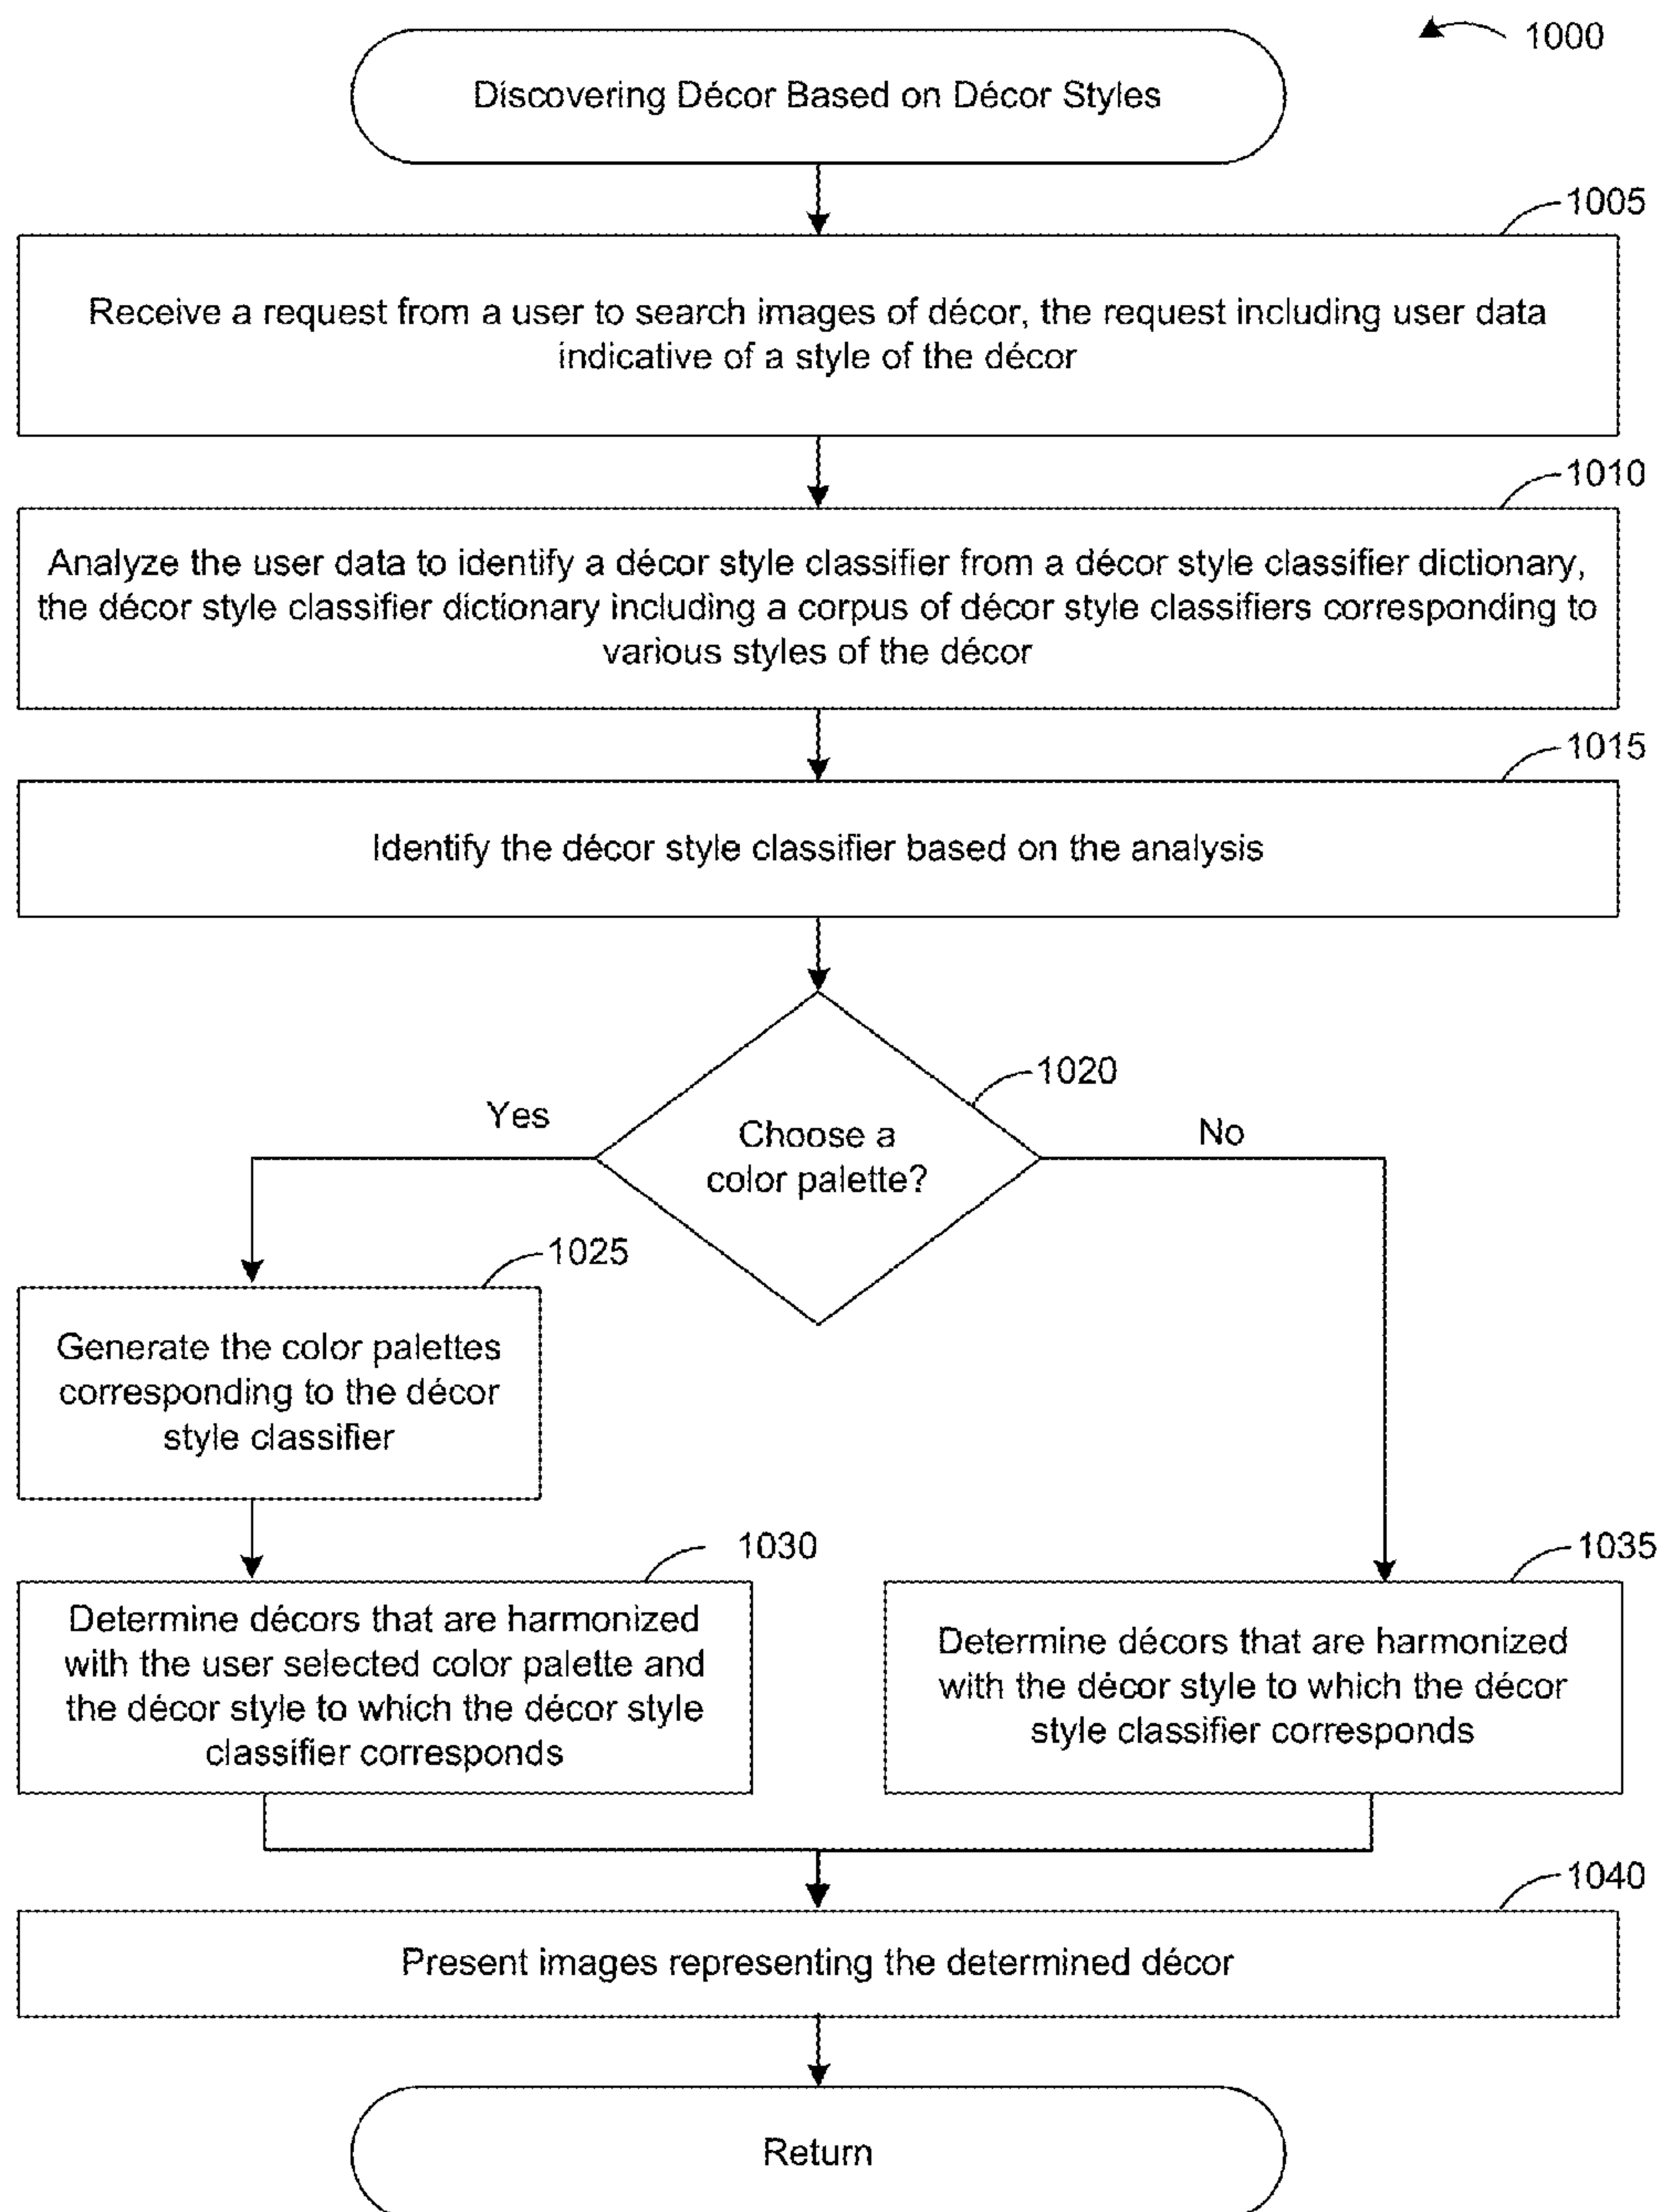 1000
Discovering Décor Based on Décor Styles
1005
Receive a request from a user to search images of décor, the request including user data
indicative of a style of the décor
1010
Analyze the user data to identify a décor style classifier from a décor style classifier dictionary,
the décor style classifier dictionary including a corpus of décor style classifiers corresponding to
various styles of the décor
1015
Identify the décor style classifier based on the analysis
1020
Choose a
color palette?
Yes
No
1025
Generate the color palettes
corresponding to the décor
style classifier
1030
Determine décors that are harmonized
with the user selected color palette and
the décor style to which the décor style
classifier corresponds
1035
Determine décors that are harmonized
with the décor style to which the décor
style classifier corresponds
1040
Present images representing the determined décor
Return